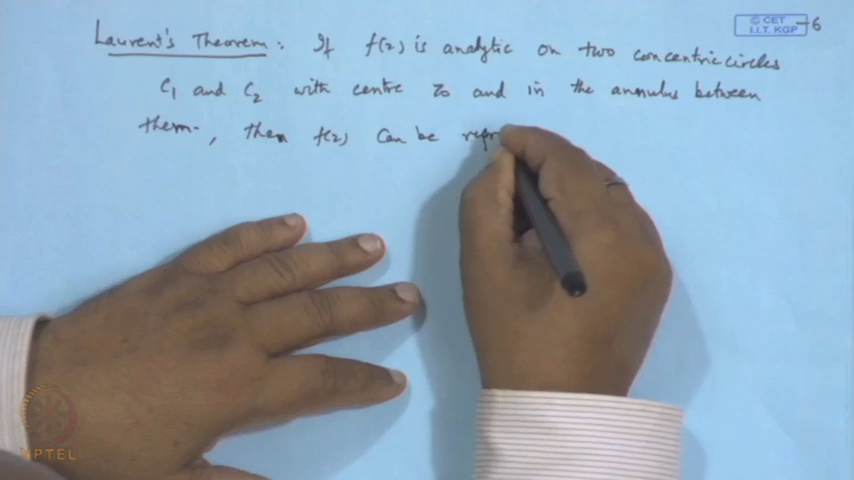 Laurent's Theorem : If f(z) is analytic on two concentric circles
C1 and C2 with centre z0 and in the annulus between
them, then f(z) can be repr
© CET
I.I.T. KGP
-6
NPTEL